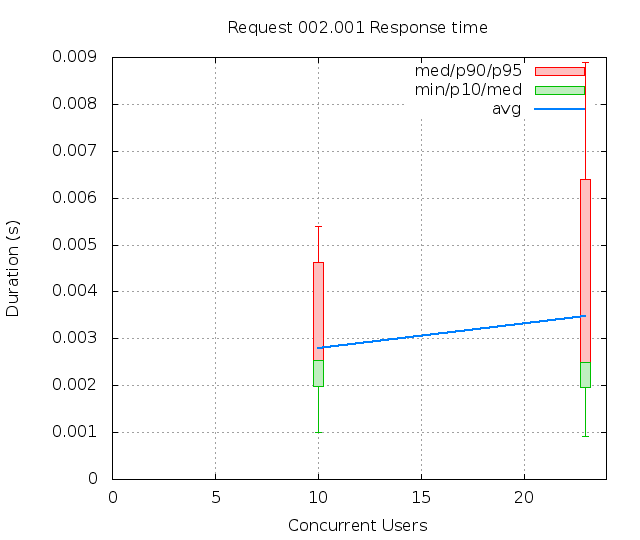 Request 002.001 Response time
0.009
0.008
0.007
0.006
0.005
0.004
0.003
0.002
0.001
0
med/p90/p95
min/p10/med
avg
Duration (s)
0 5 10 15 20
Concurrent Users